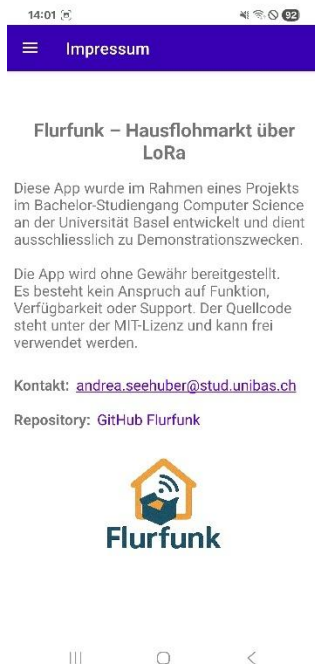 14:01
92
Impressum
Flurfunk – Hausflohmarkt über
LoRa
Diese App wurde im Rahmen eines Projekts
im Bachelor-Studiengang Computer Science
an der Universität Basel entwickelt und dient
ausschliesslich zu Demonstrationszwecken.
Die App wird ohne Gewähr bereitgestellt.
Es besteht kein Anspruch auf Funktion,
Verfügbarkeit oder Support. Der Quellcode
steht unter der MIT-Lizenz und kann frei
verwendet werden.
Kontakt: andrea.seehuber@stud.unibas.ch
Repository: GitHub Flurfunk
Flurfunk